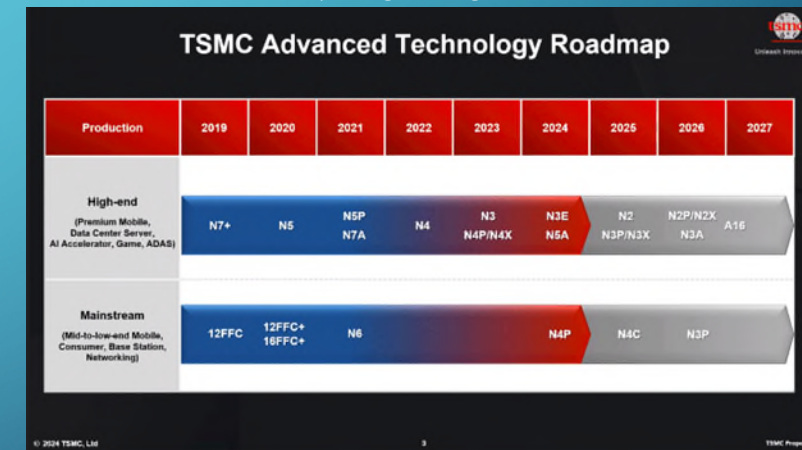 TSMC Advanced Technology Roadmap
tsmc
Production 2019 2020 2021 2022 2023 2024 2025 2026 2027
High-end
(Premium Mobile,
Data Center Server,
AI Accelerator, Game, ADAS)
N7+ N5 N5P N4 N3 N3E N2 N2P/N2X A16
N7A N4P/N4X N5A N3P/N3X N3A
Mainstream
(Mid-to-low-end Mobile,
Consumer, Base Station,
Networking)
12FFC 12FFC+ N6 N4P N4C N3P
16FFC+
© 2024 TSMC, Ltd 3 TSMC